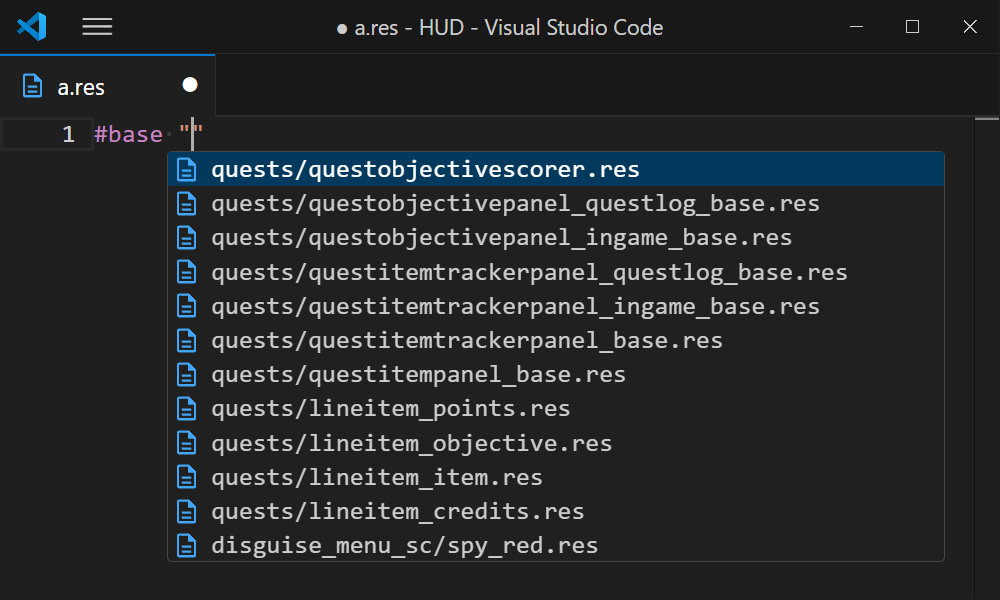 ● a.res - HUD - Visual Studio Code
a.res
1 #base ""
quests/questobjectivescorer.res
quests/questobjectivepanel_questlog_base.res
quests/questobjectivepanel_ingame_base.res
quests/questitemtrackerpanel_questlog_base.res
quests/questitemtrackerpanel_ingame_base.res
quests/questitemtrackerpanel_base.res
quests/questitempanel_base.res
quests/lineitem_points.res
quests/lineitem_objective.res
quests/lineitem_item.res
quests/lineitem_credits.res
disguise_menu_sc/spy_red.res